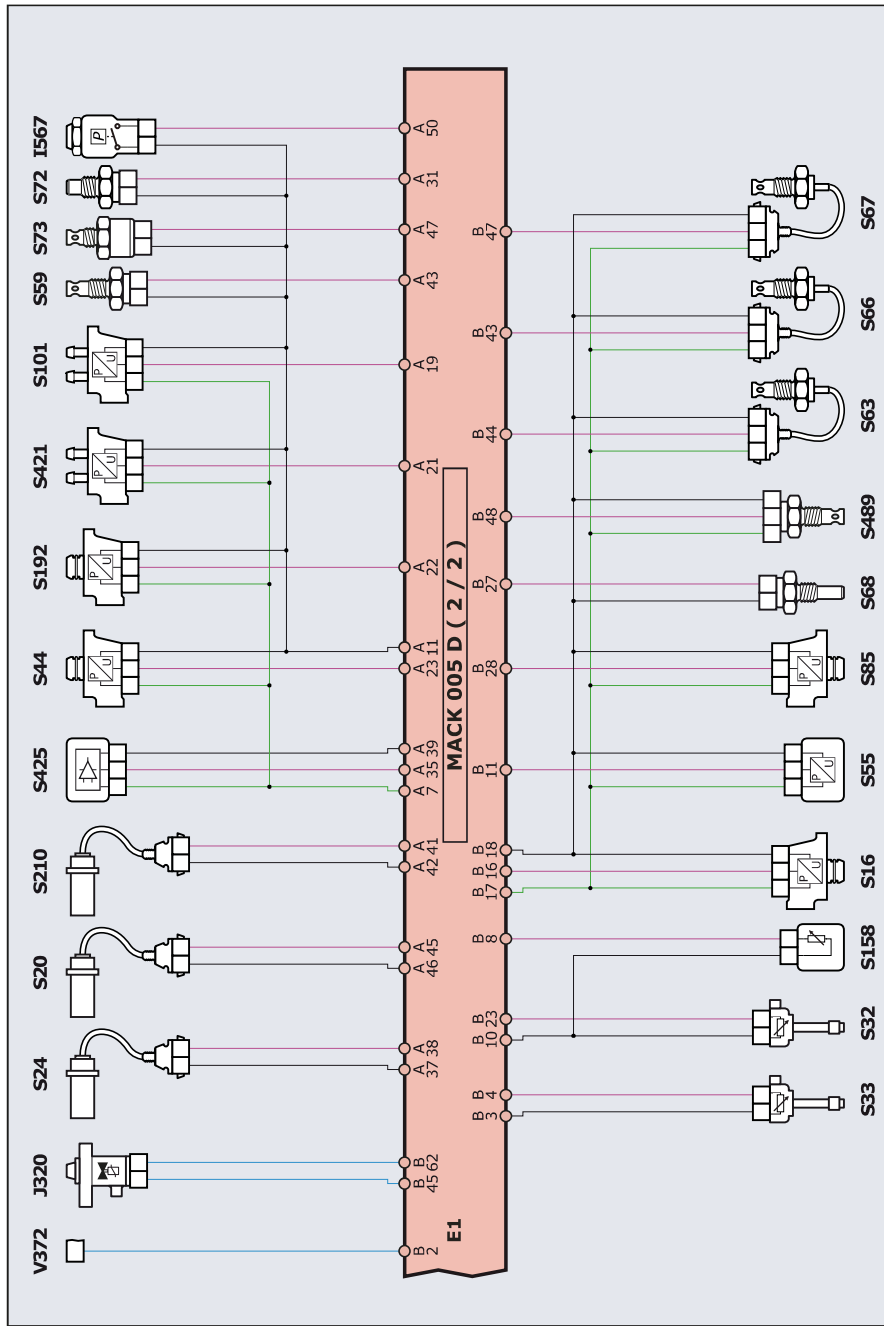 I567
S72
S73
S59
S101
S421
S192
S44
S425
S210
S20
S24
J320
V372
A 50
A 31
A 47
A 43
A 19
A 21
A 22
A 11
A 23
A 39
A 35
A 7
A 41
A 42
A 45
A 46
A 38
A 37
B 62
B 45
B 2
MACK 005 D ( 2 / 2 )
E1
B 47
B 43
B 44
B 48
B 27
B 28
B 11
B 18
B 16
B 17
B 8
B 23
B 10
B 4
B 3
S67
S66
S63
S489
S68
S85
S55
S16
S158
S32
S33
P
P U
P U
P U
P U
P U
P U
P U